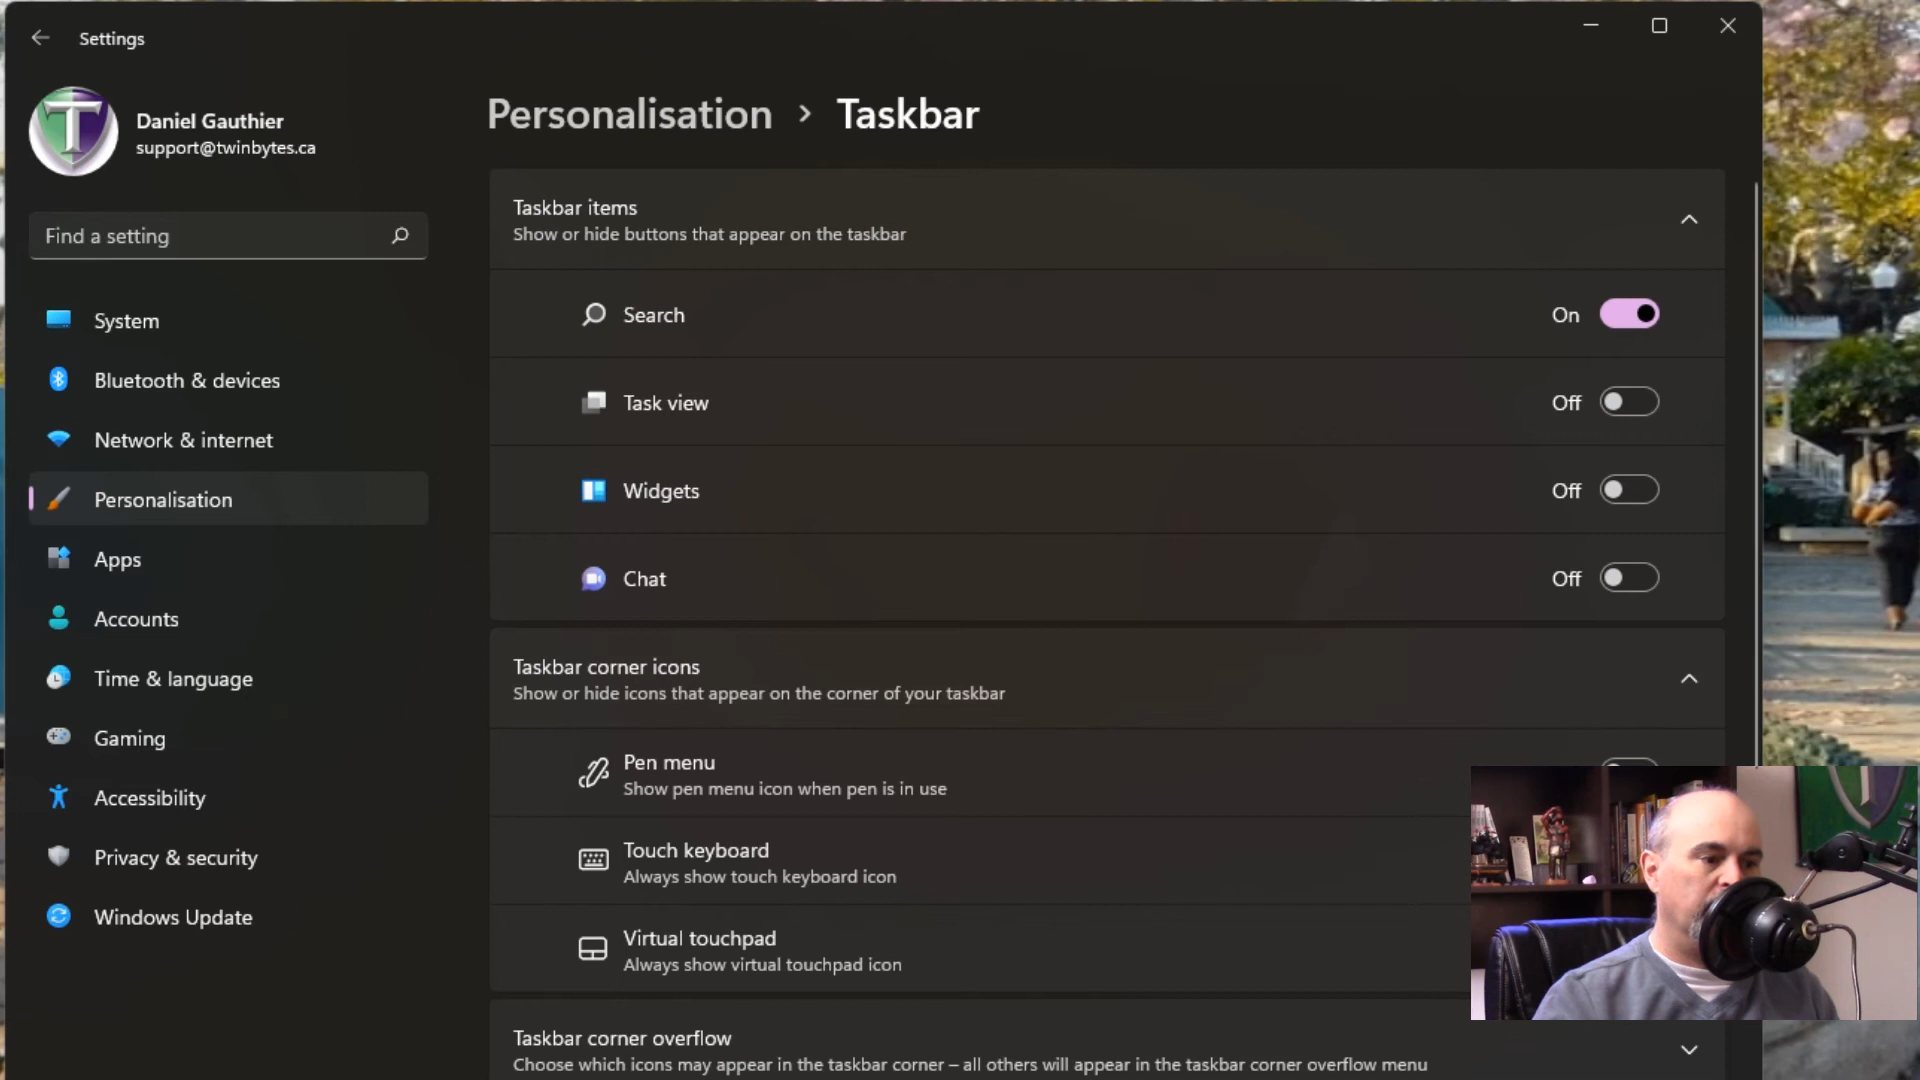 Settings
Daniel Gauthier
support@twinbytes.ca
Find a setting
System
Bluetooth & devices
Network & internet
Personalisation
Apps
Accounts
Time & language
Gaming
Accessibility
Privacy & security
Windows Update
Personalisation > Taskbar
Taskbar items
Show or hide buttons that appear on the taskbar
Search On
Task view Off
Widgets Off
Chat Off
Taskbar corner icons
Show or hide icons that appear on the corner of your taskbar
Pen menu
Show pen menu icon when pen is in use
Touch keyboard
Always show touch keyboard icon
Virtual touchpad
Always show virtual touchpad icon
Taskbar corner overflow
Choose which icons may appear in the taskbar corner – all others will appear in the taskbar corner overflow menu